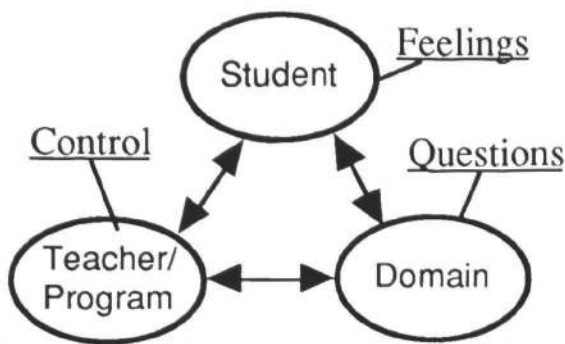 Feelings
Student
Control
Questions
Teacher/
Program
Domain